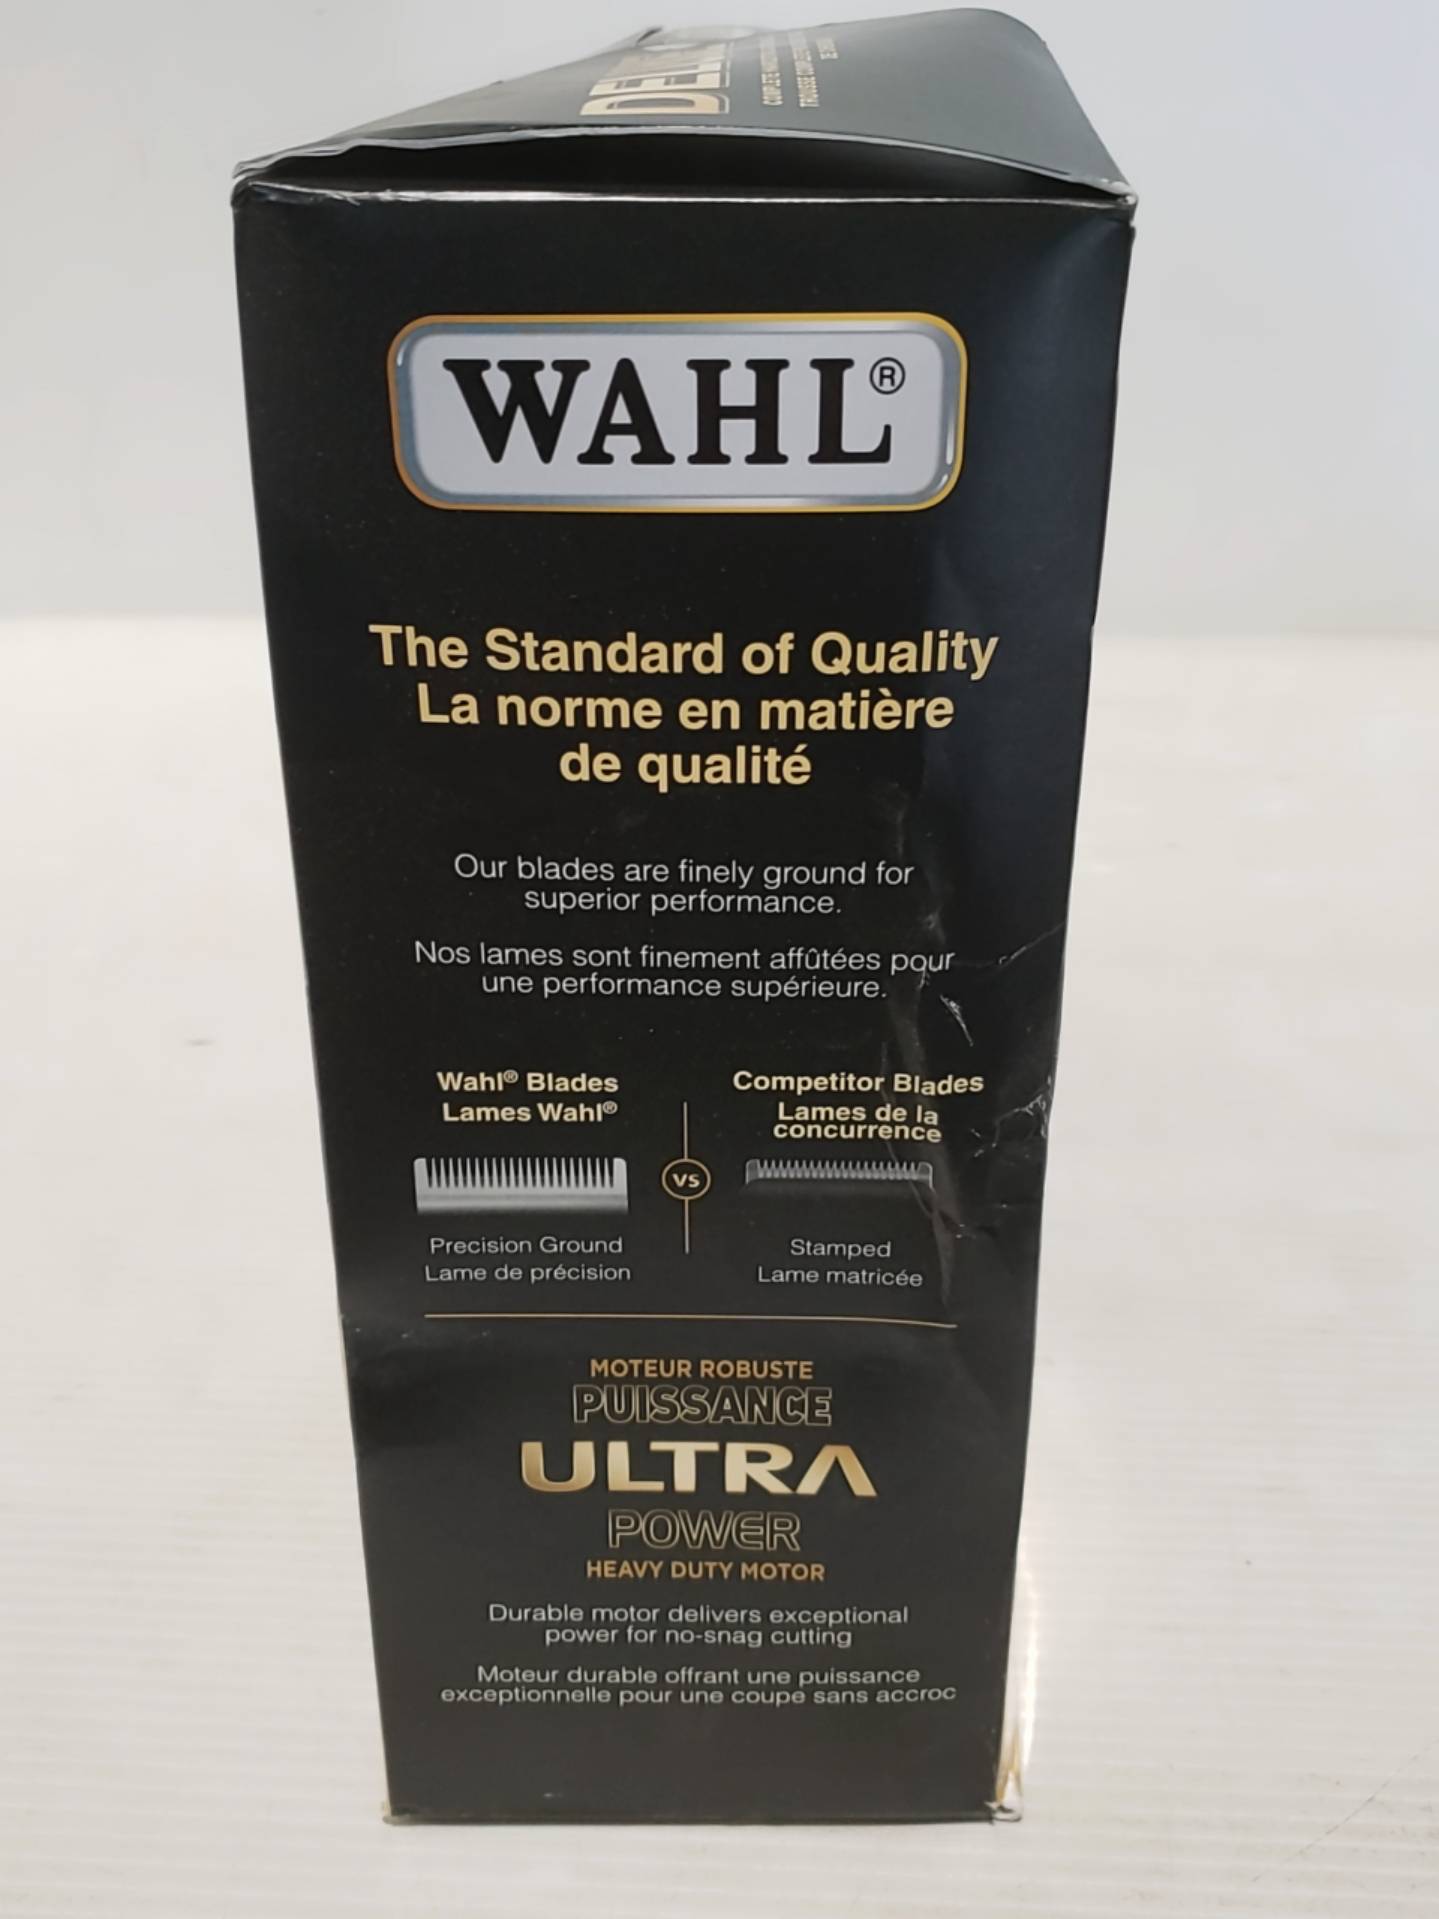 COMPLETE
TROUSSE
WAHL®
The Standard of Quality
La norme en matière
de qualité
Our blades are finely ground for
superior performance.
Nos lames sont finement affûtées pour
une performance supérieure.
Wahl® Blades
Lames Wahl®
Precision Ground
Lame de précision
VS
Competitor Blades
Lames de la
concurrence
Stamped
Lame matricée
MOTEUR ROBUSTE
PUISSANCE
ULTRA
POWER
HEAVY DUTY MOTOR
Durable motor delivers exceptional
power for no-snag cutting
Moteur durable offrant une puissance
exceptionnelle pour une coupe sans accroc